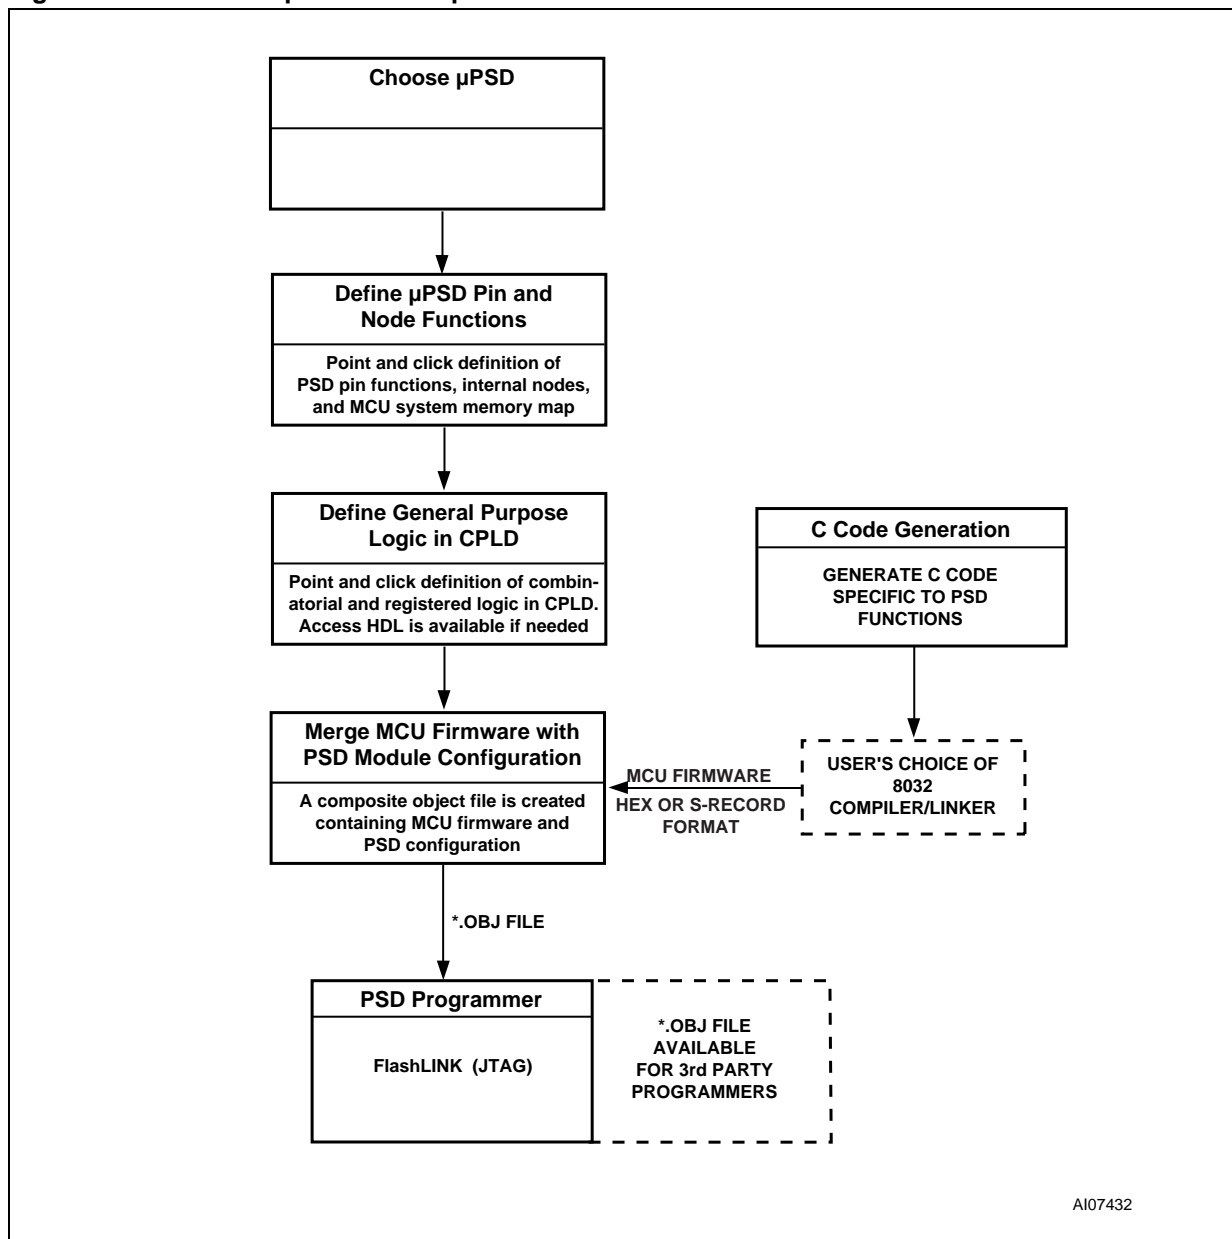 Choose µPSD
Define µPSD Pin and
Node Functions
Point and click definition of
PSD pin functions, internal nodes,
and MCU system memory map
Define General Purpose
Logic in CPLD
Point and click definition of combin-
atorial and registered logic in CPLD.
Access HDL is available if needed
C Code Generation
GENERATE C CODE
SPECIFIC TO PSD
FUNCTIONS
Merge MCU Firmware with
PSD Module Configuration
A composite object file is created
containing MCU firmware and
PSD configuration
MCU FIRMWARE
HEX OR S-RECORD
FORMAT
USER'S CHOICE OF
8032
COMPILER/LINKER
*.OBJ FILE
PSD Programmer
FlashLINK (JTAG)
*.OBJ FILE
AVAILABLE
FOR 3rd PARTY
PROGRAMMERS
AI07432